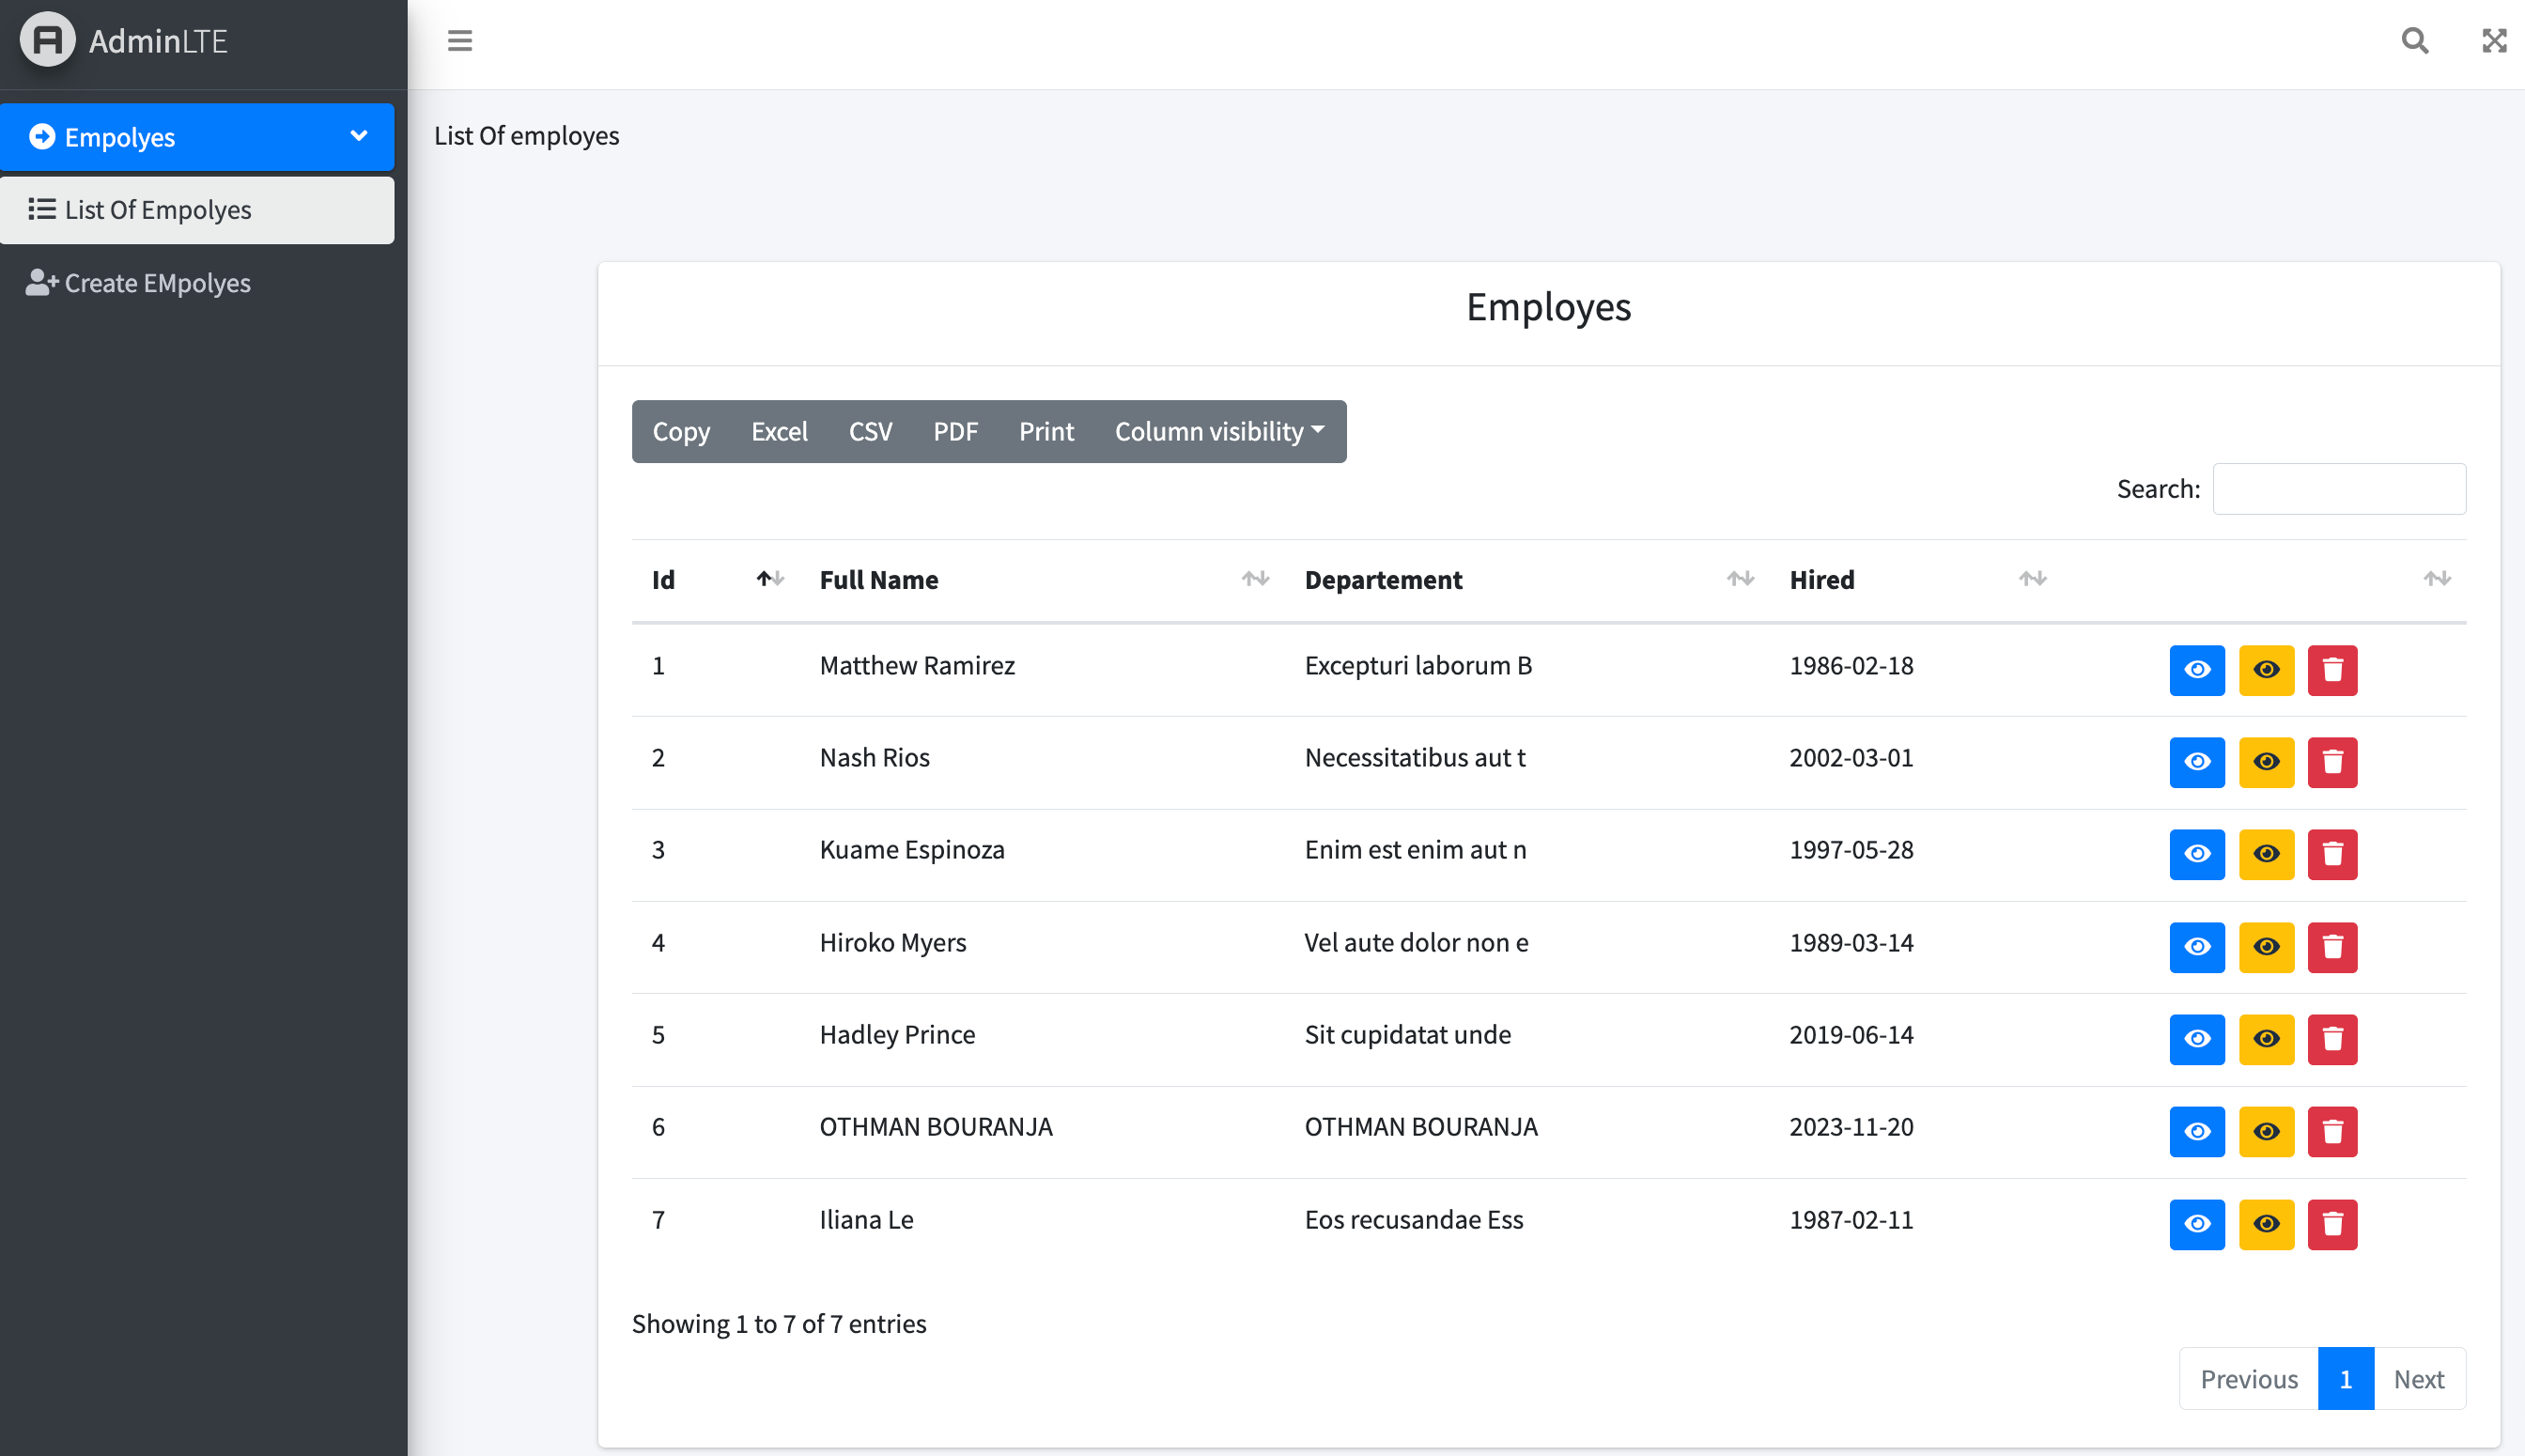 AdminLTE
Empolyes
List Of Empolyes
Create EMpolyes
List Of employes
Employes
Copy Excel CSV PDF Print Column visibility
Search:
Id Full Name Departement Hired
1 Matthew Ramirez Excepturi laborum B 1986-02-18
2 Nash Rios Necessitatibus aut t 2002-03-01
3 Kuame Espinoza Enim est enim aut n 1997-05-28
4 Hiroko Myers Vel aute dolor non e 1989-03-14
5 Hadley Prince Sit cupidatat unde 2019-06-14
6 OTHMAN BOURANJA OTHMAN BOURANJA 2023-11-20
7 Iliana Le Eos recusandae Ess 1987-02-11
Showing 1 to 7 of 7 entries
Previous 1 Next